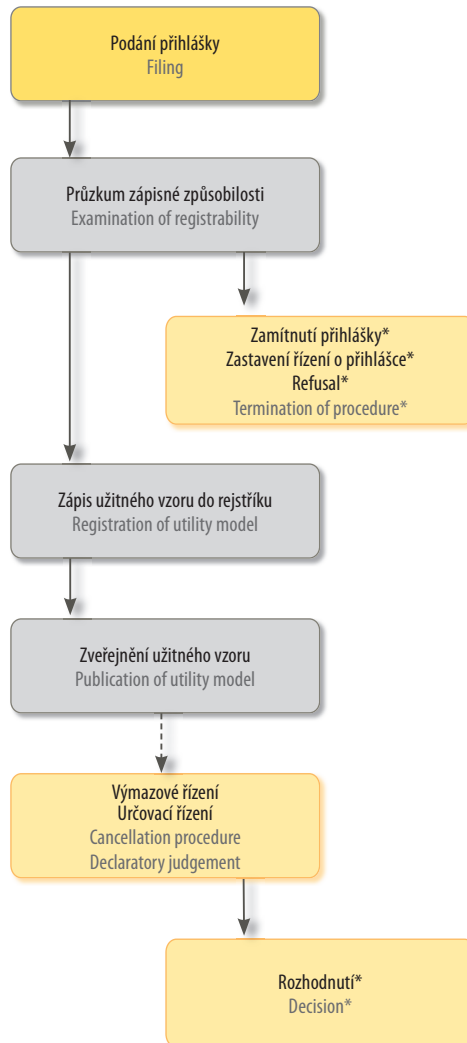 Podání přihlášky
Filing
Průzkum zápisné způsobilosti
Examination of registrability
Zamítnutí přihlášky*
Zastavení řízení o přihlášce*
Refusal*
Termination of procedure*
Zápis užitného vzoru do rejstříku
Registration of utility model
Zveřejnění užitného vzoru
Publication of utility model
Výmazové řízení
Určovací řízení
Cancellation procedure
Declaratory judgement
Rozhodnutí*
Decision*